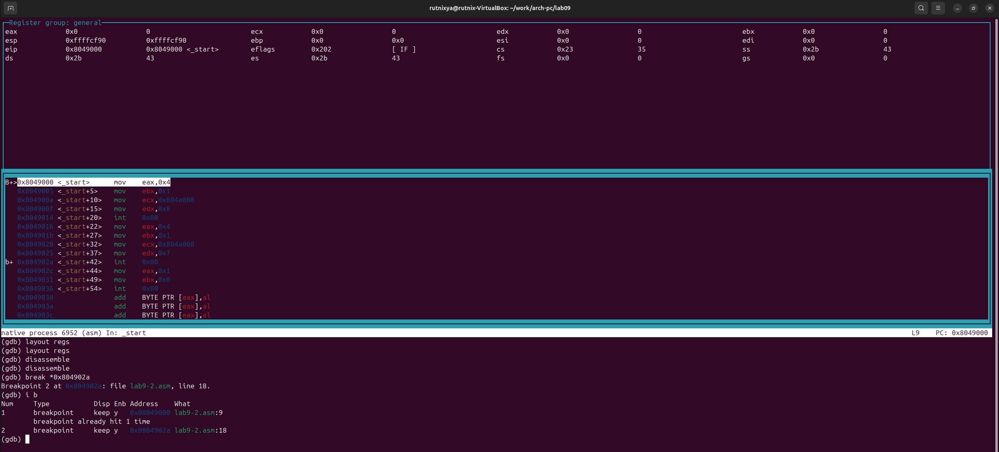 rutnixya@rutnix-VirtualBox: ~/work/arch-pc/lab09
Register group: general
eax 0x0 0 ecx 0x0 0 edx 0x0 0 ebx 0x0 0
esp 0xffffcf90 0xffffcf90 ebp 0x0 0x0 esi 0x0 0 edi 0x0 0
eip 0x8049000 0x8049000 <_start> eflags 0x202 [ IF ] cs 0x23 35 ss 0x2b 43
ds 0x2b 43 es 0x2b 43 fs 0x0 0 gs 0x0 0
B+>0x8049000 <_start> mov eax,0x4
0x8049005 <_start+5> mov ebx,0x1
0x804900a <_start+10> mov ecx,0x804a000
0x804900f <_start+15> mov edx,0x8
0x8049014 <_start+20> int 0x80
0x8049016 <_start+22> mov eax,0x4
0x804901b <_start+27> mov ebx,0x1
0x8049020 <_start+32> mov ecx,0x804a008
0x8049025 <_start+37> mov edx,0x7
b+ 0x804902a <_start+42> int 0x80
0x804902c <_start+44> mov eax,0x1
0x8049031 <_start+49> mov ebx,0x0
0x8049036 <_start+54> int 0x80
0x8049038 add BYTE PTR [eax],al
0x804903a add BYTE PTR [eax],al
0x804903c add BYTE PTR [eax],al
native process 6952 (asm) In: _start L9 PC: 0x8049000
(gdb) layout regs
(gdb) layout regs
(gdb) disassemble
(gdb) disassemble
(gdb) break *0x804902a
Breakpoint 2 at 0x804902a: file lab9-2.asm, line 18.
(gdb) i b
Num Type Disp Enb Address What
1 breakpoint keep y 0x08049000 lab9-2.asm:9
breakpoint already hit 1 time
2 breakpoint keep y 0x0804902a lab9-2.asm:18
(gdb)